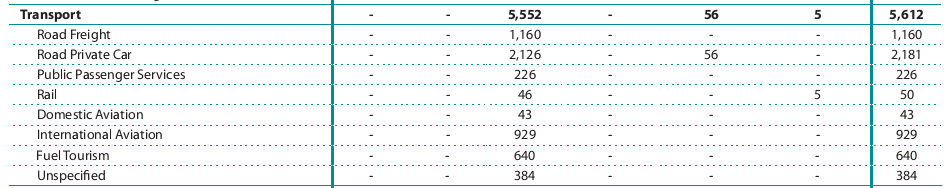 Transport - - 5,552 - 56 5 5,612
Road Freight - - 1,160 - - - 1,160
Road Private Car - - 2,126 - 56 - 2,181
Public Passenger Services - - 226 - - - 226
Rail - - 46 - - 5 50
Domestic Aviation - - 43 - - - 43
International Aviation - - 929 - - - 929
Fuel Tourism - - 640 - - - 640
Unspecified - - 384 - - - 384